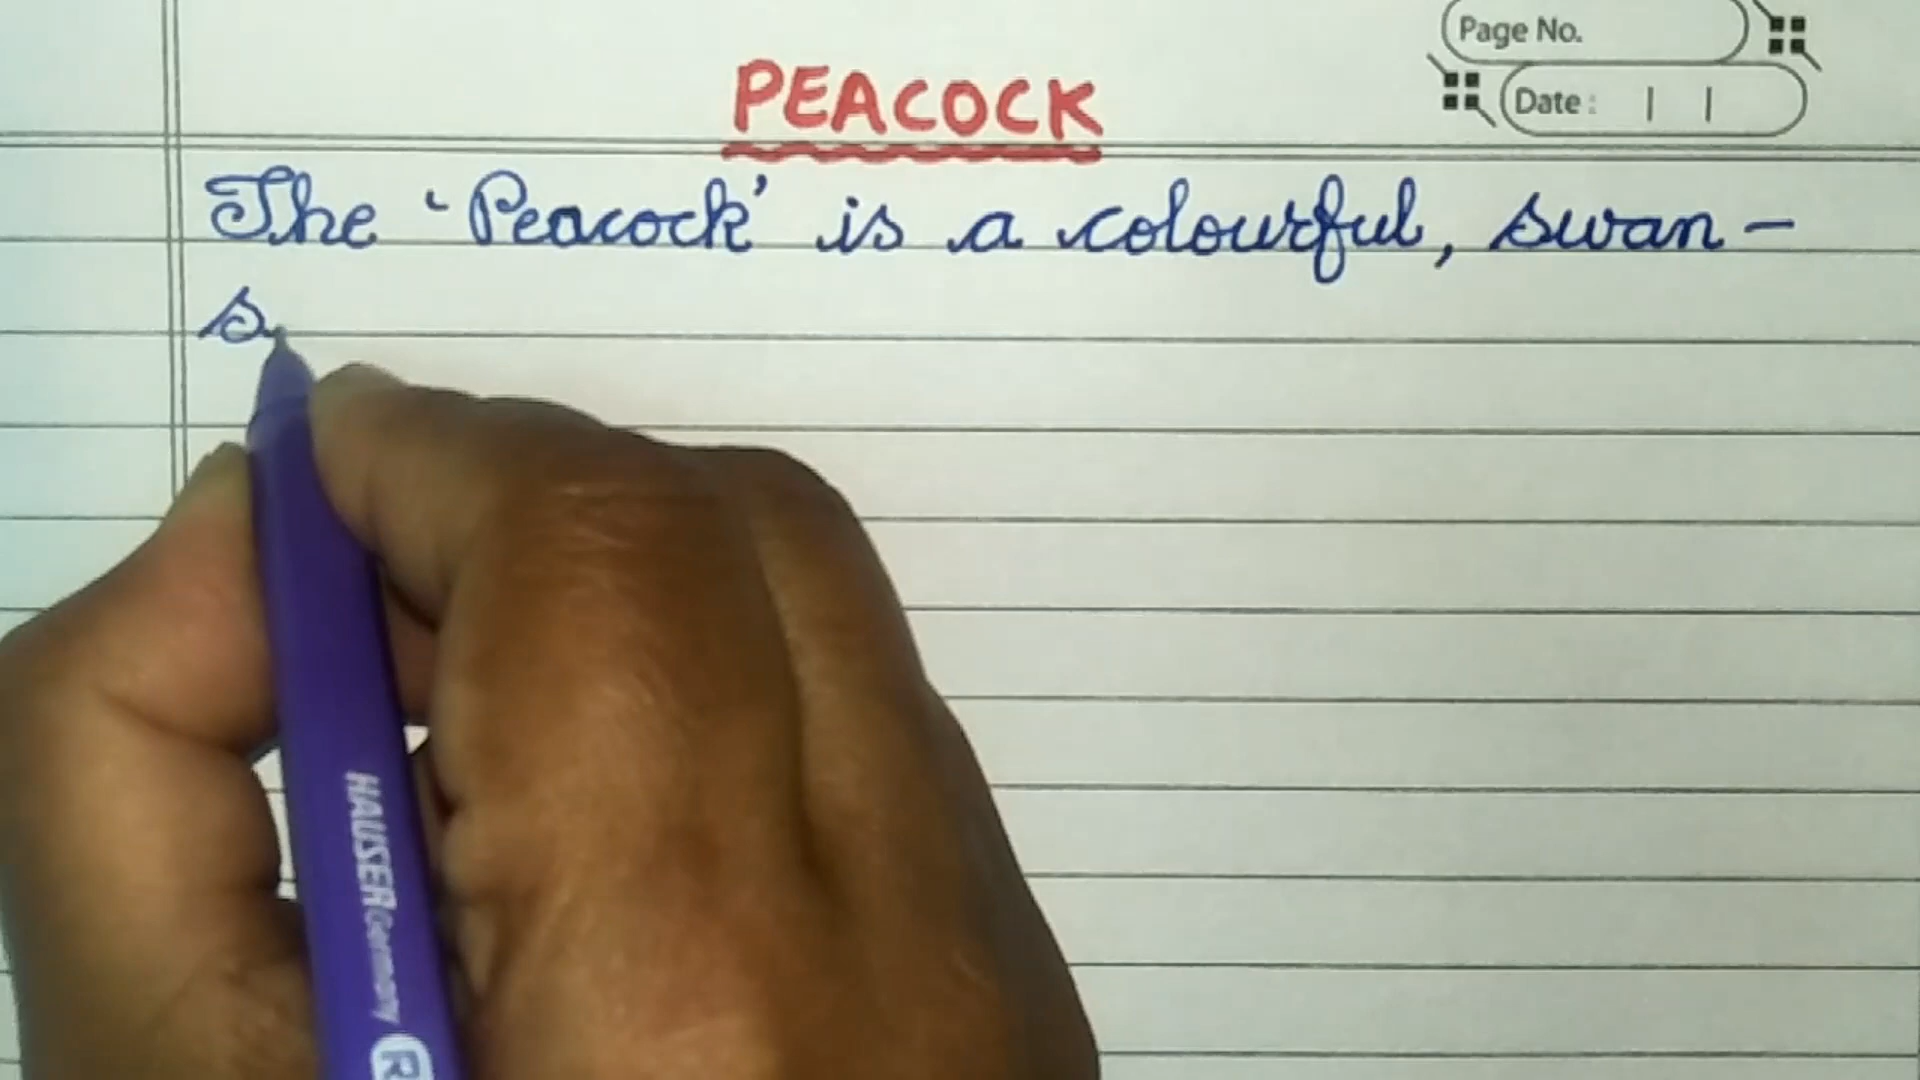 Page No.
PEACOCK
Date : | |
The 'Peacock' is a colourful, swan-
s
HAUSER Germany
R